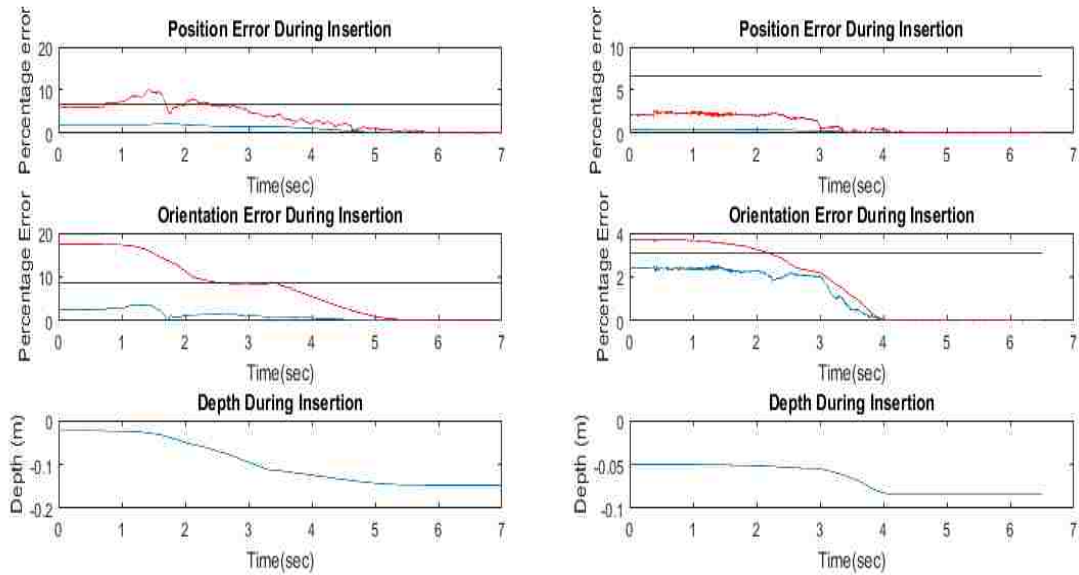 Position Error During Insertion
Percentage error
20
10
0
0 1 2 3 4 5 6 7
Time(sec)
Orientation Error During Insertion
Percentage Error
20
10
0
0 1 2 3 4 5 6 7
Time(sec)
Depth During Insertion
Depth (m)
0
-0.1
-0.2
0 1 2 3 4 5 6 7
Time(sec)
Position Error During Insertion
Percentage error
10
5
0
0 1 2 3 4 5 6 7
Time(sec)
Orientation Error During Insertion
Percentage Error
4
2
0
0 1 2 3 4 5 6 7
Time(sec)
Depth During Insertion
Depth (m)
0
-0.05
-0.1
0 1 2 3 4 5 6 7
Time(sec)